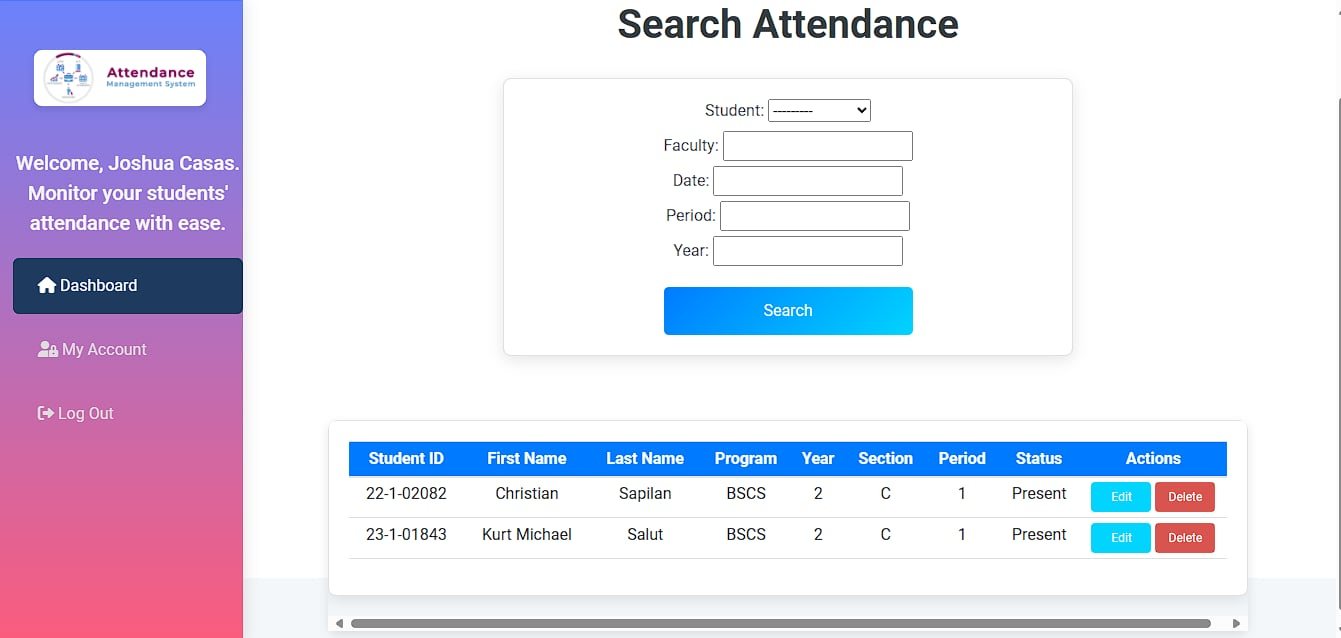 Attendance
Management System
Welcome, Joshua Casas.
Monitor your students'
attendance with ease.
Dashboard
My Account
Log Out
Search Attendance
Student: ---------
Faculty:
Date:
Period:
Year:
Search
Student ID First Name Last Name Program Year Section Period Status Actions
22-1-02082 Christian Sapilan BSCS 2 C 1 Present Edit Delete
23-1-01843 Kurt Michael Salut BSCS 2 C 1 Present Edit Delete